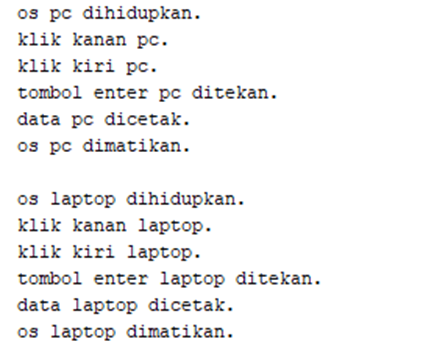 os pc dihidupkan.
klik kanan pc.
klik kiri pc.
tombol enter pc ditekan.
data pc dicetak.
os pc dimatikan.

os laptop dihidupkan.
klik kanan laptop.
klik kiri laptop.
tombol enter laptop ditekan.
data laptop dicetak.
os laptop dimatikan.